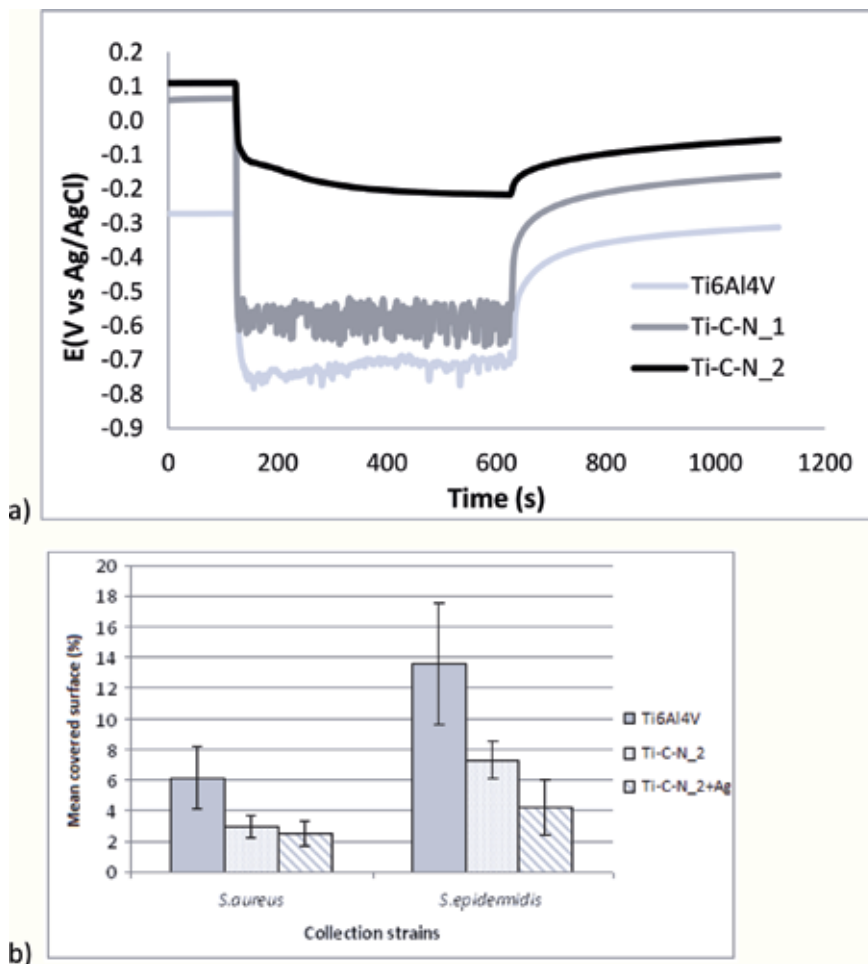 0.2
0.1
0.0
-0.1
-0.2
-0.3
-0.4
-0.5
-0.6
-0.7
-0.8
-0.9
E(V vs Ag/AgCl)
Ti6Al4V
Ti-C-N_1
Ti-C-N_2
0 200 400 600 800 1000 1200
Time (s)
a)
20
18
16
14
12
10
8
6
4
2
0
Mean covered surface (%)
Ti6Al4V
Ti-C-N_2
Ti-C-N_2+Ag
S.aureus S.epidermidis
Collection strains
b)